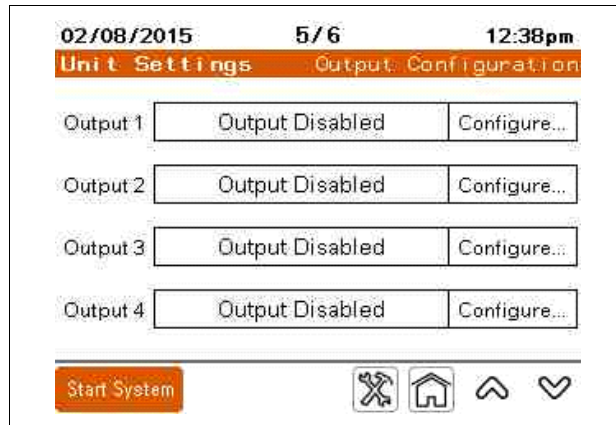 02/08/2015 5/6 12:38pm
Unit Settings Output Configuration
Output 1 Output Disabled Configure...
Output 2 Output Disabled Configure...
Output 3 Output Disabled Configure...
Output 4 Output Disabled Configure...
Start System